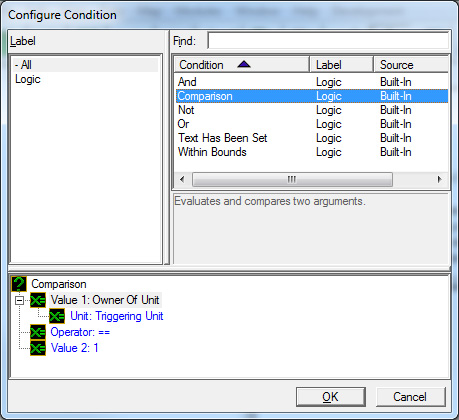 Configure Condition
Label
Find:
- All
Logic
Condition Label Source
And Logic Built-In
Comparison Logic Built-In
Not Logic Built-In
Or Logic Built-In
Text Has Been Set Logic Built-In
Within Bounds Logic Built-In
Evaluates and compares two arguments.
Comparison
Value 1: Owner Of Unit
Unit: Triggering Unit
Operator: ==
Value 2: 1
OK Cancel